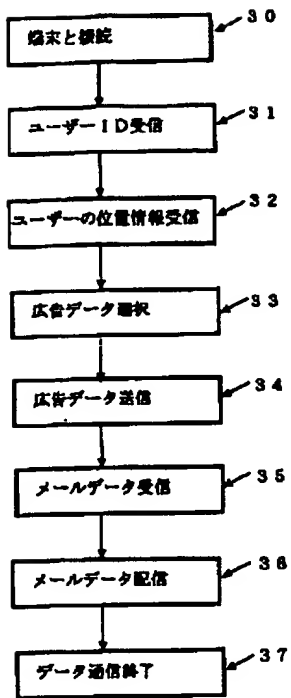 端末と接続
30
ユーザーID受信
31
ユーザーの位置情報受信
32
広告データ選択
33
広告データ送信
34
メールデータ受信
35
メールデータ配信
36
データ通信終了
37